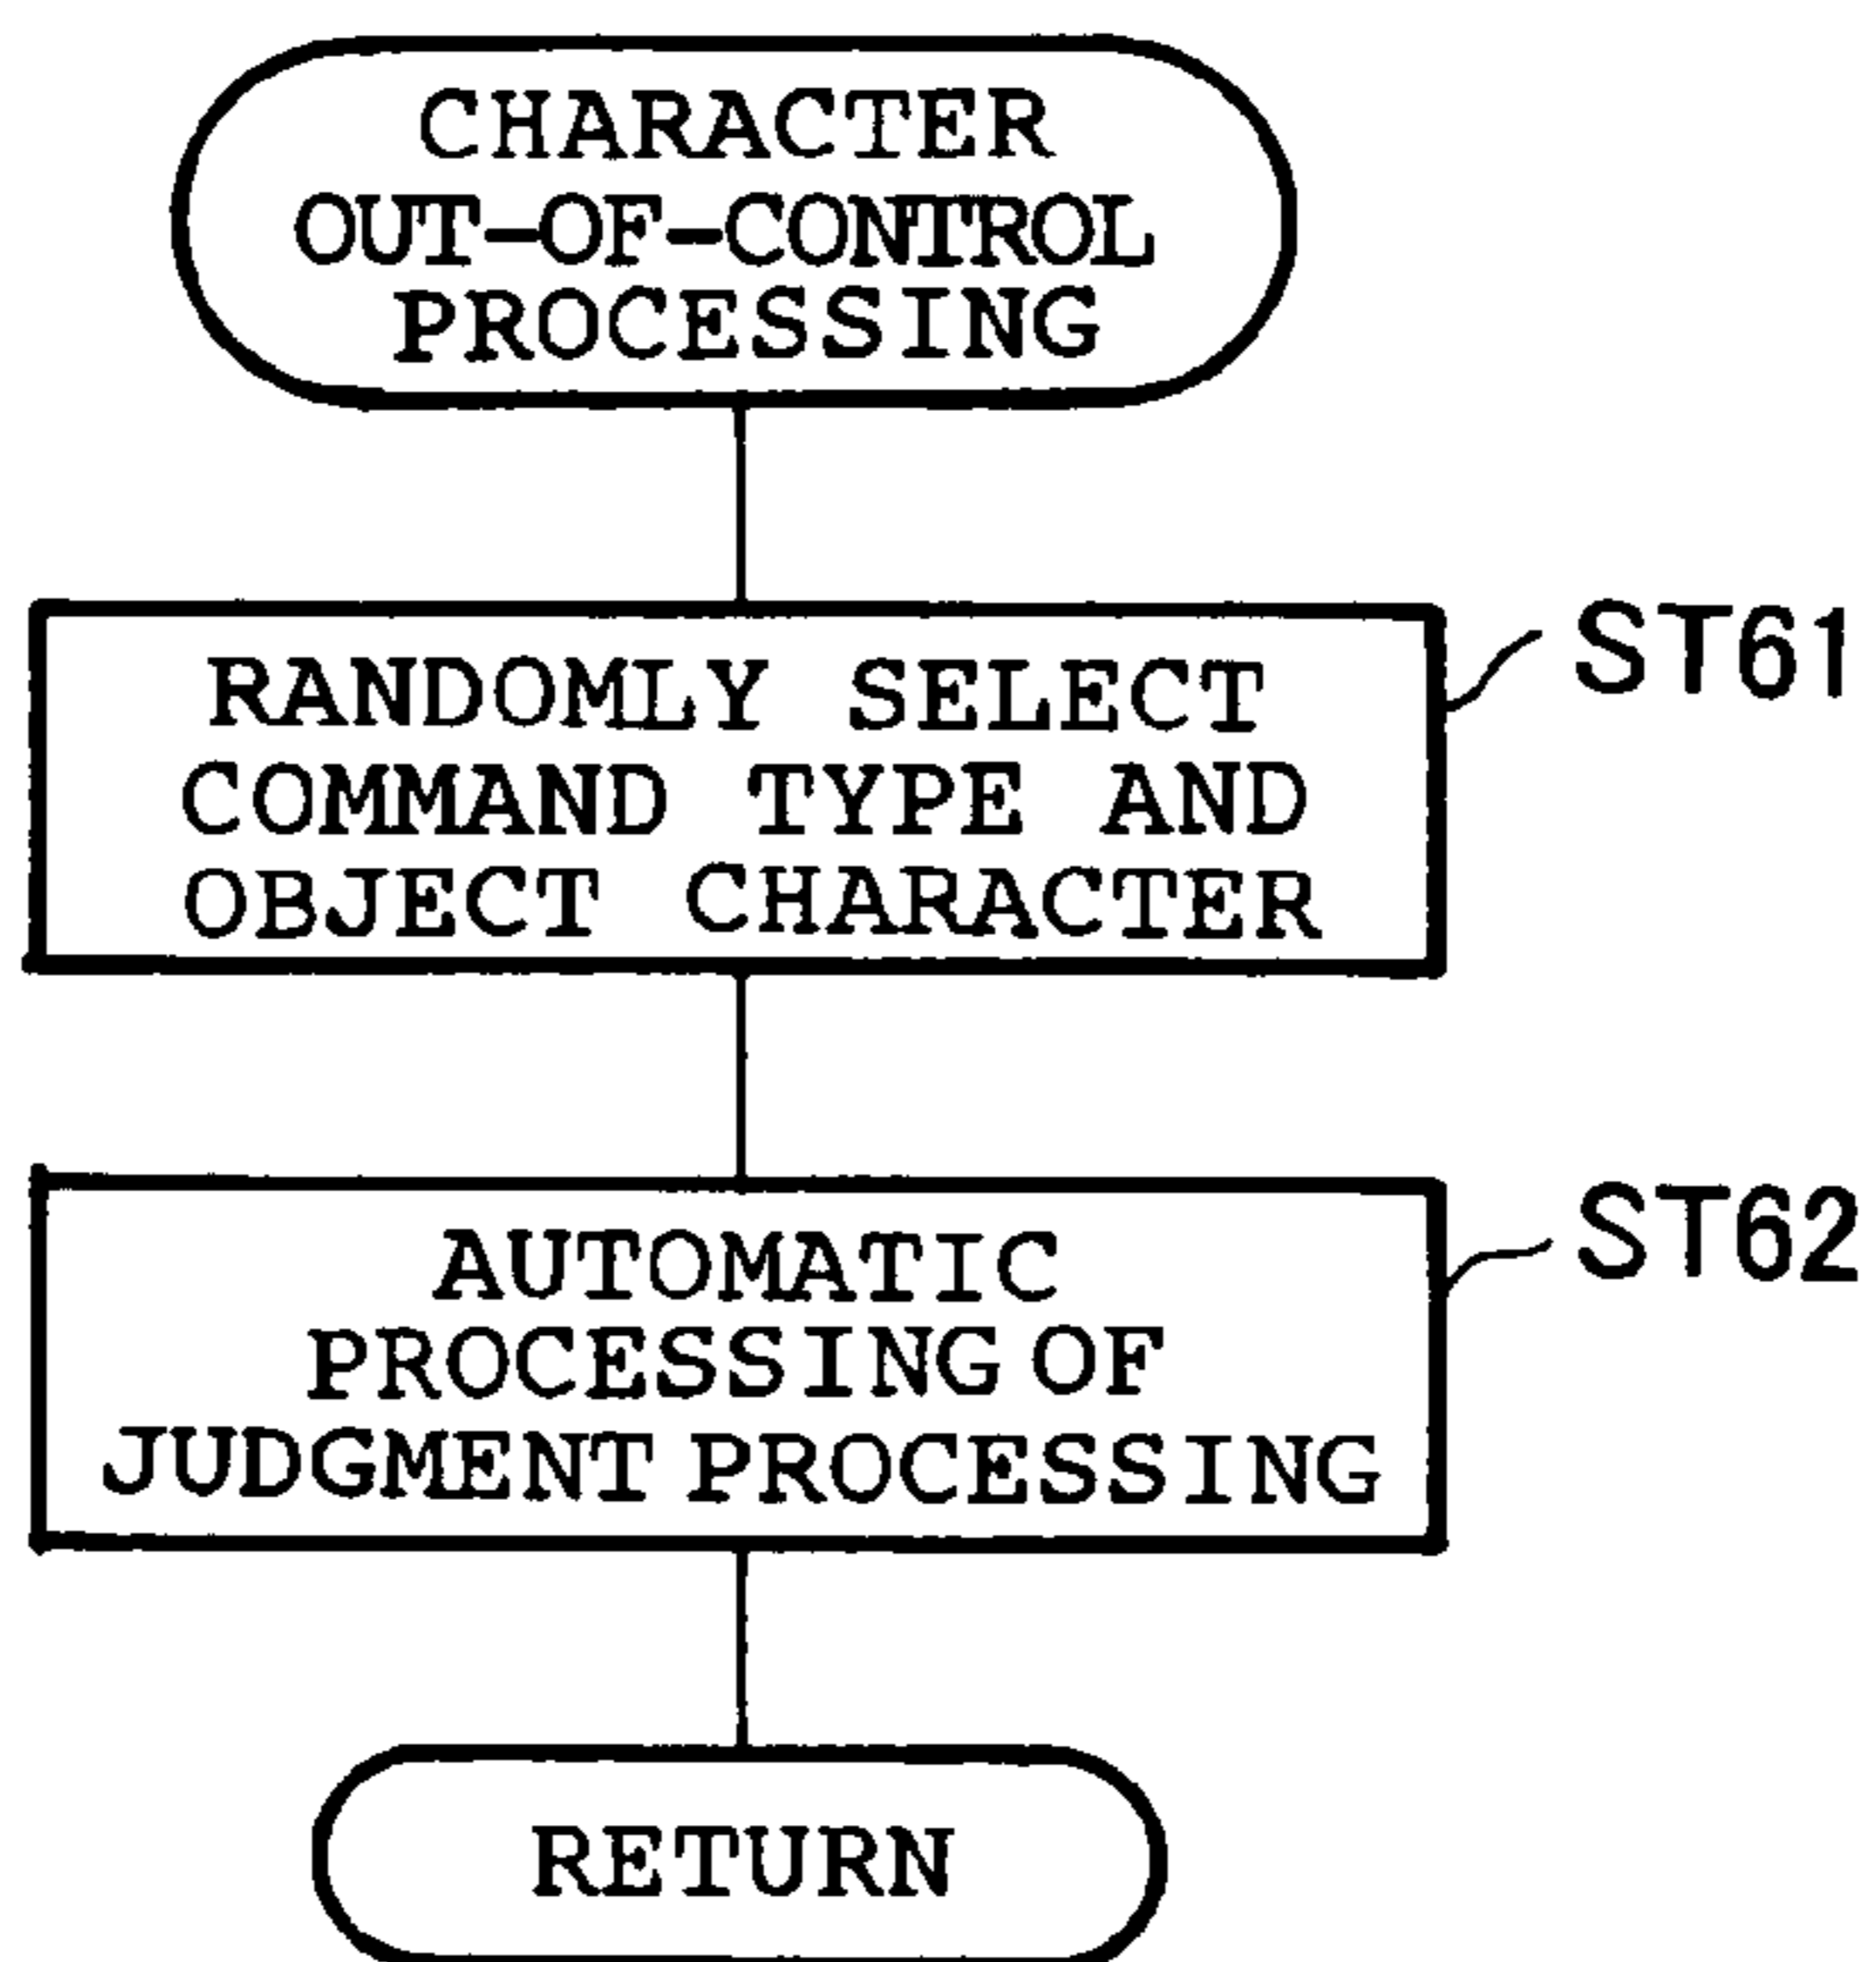 CHARACTER
OUT-OF-CONTROL
PROCESSING
RANDOMLY SELECT
COMMAND TYPE AND
OBJECT CHARACTER
ST61
AUTOMATIC
PROCESSING OF
JUDGMENT PROCESSING
ST62
RETURN